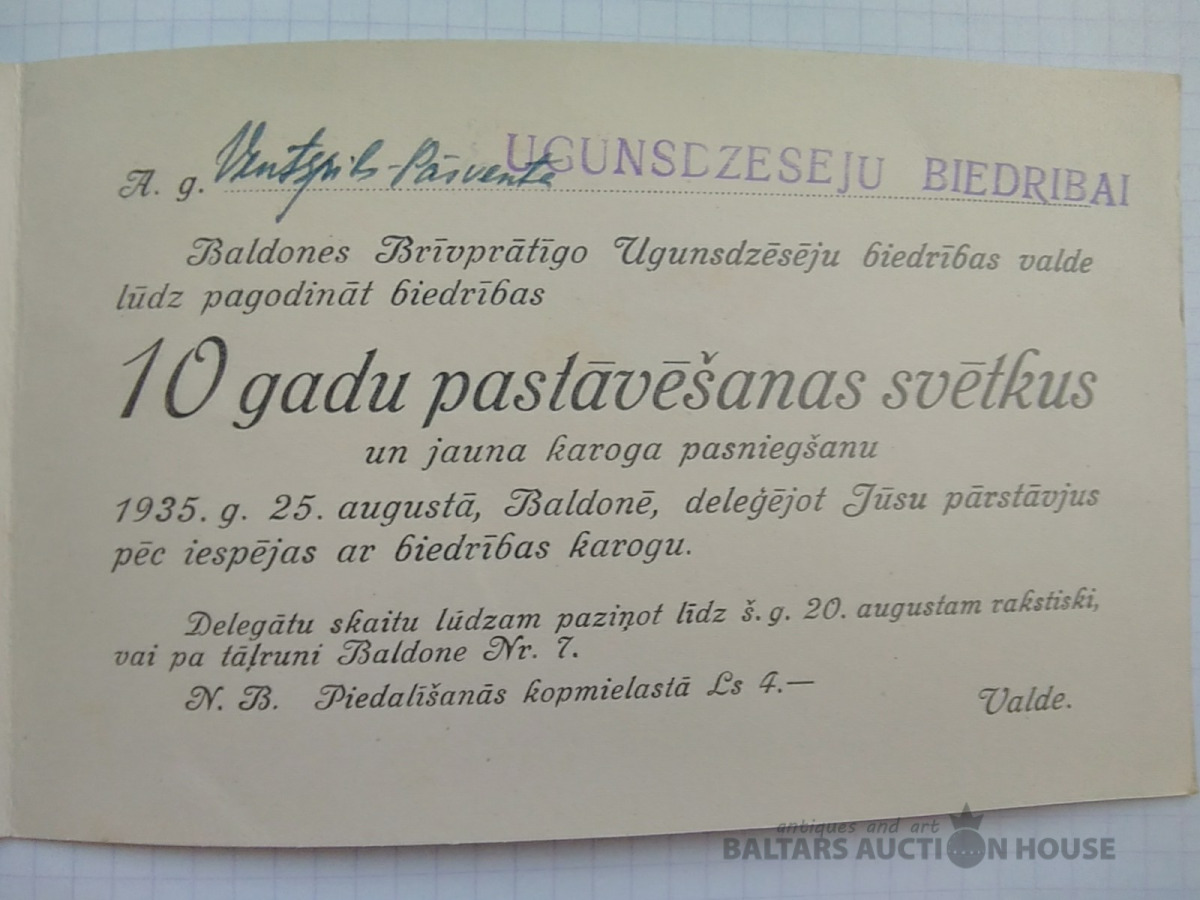 A. g. Ventspils-Pārventa UGUNSDZESEJU BIEDRIBAI
Baldones Brīvprātīgo Ugunsdzēsēju biedrības valde
lūdz pagodināt biedrības
10 gadu pastāvēšanas svētkus
un jauna karoga pasniegšanu
1935. g. 25. augustā, Baldonē, deleģējot Jūsu pārstāvjus
pēc iespējas ar biedrības karogu.
Delegātu skaitu lūdzam paziņot līdz š. g. 20. augustam rakstiski,
vai pa tāļruni Baldone Nr. 7.
N. B. Piedalīšanās kopmielastā Ls 4.—
Valde.
antiques and art
BALTARS AUCTION HOUSE